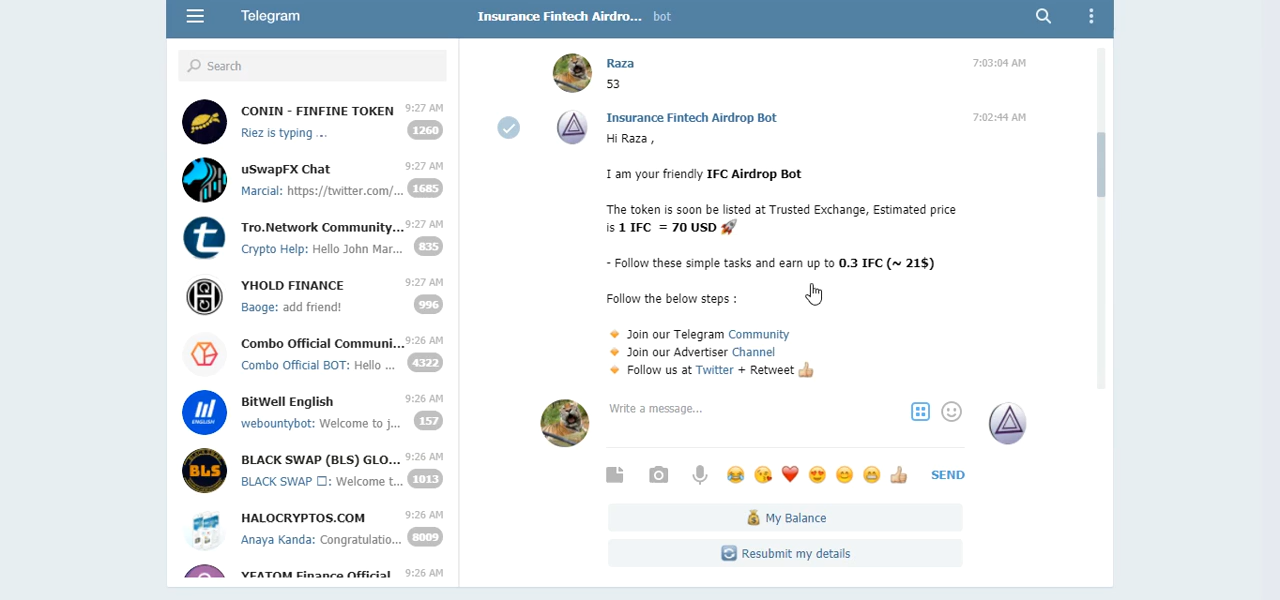 Telegram
Insurance Fintech Airdro... bot
Search
CONIN - FINFINE TOKEN 9:27 AM
Riez is typing 1260
uSwapFX Chat 9:27 AM
Marcial: https://twitter.com/... 1685
Tro.Network Community... 9:27 AM
Crypto Help: Hello John Mar... 835
YHOLD FINANCE 9:27 AM
Baoge: add friend! 996
Combo Official Communi... 9:26 AM
Combo Official BOT: Hello ... 4322
BitWell English 9:26 AM
webountybot: Welcome to j... 157
ENGLISH
BLACK SWAP (BLS) GLO... 9:26 AM
BLS
BLACK SWAP □: Welcome t... 1013
HALOCRYPTOS.COM 9:26 AM
Anaya Kanda: Congratulatio... 8009
YFATOM Finance Official 9:26 AM
Raza 7:03:04 AM
53
Insurance Fintech Airdrop Bot 7:02:44 AM
Hi Raza ,
I am your friendly IFC Airdrop Bot
The token is soon be listed at Trusted Exchange, Estimated price
is 1 IFC = 70 USD 🚀
- Follow these simple tasks and earn up to 0.3 IFC (~ 21$)
Follow the below steps :
🔸 Join our Telegram Community
🔸 Join our Advertiser Channel
🔸 Follow us at Twitter + Retweet 👍🏼
Write a message...
😂 😘 ❤️ 😍 😊 😁 👍🏼 SEND
💰 My Balance
🔄 Resubmit my details